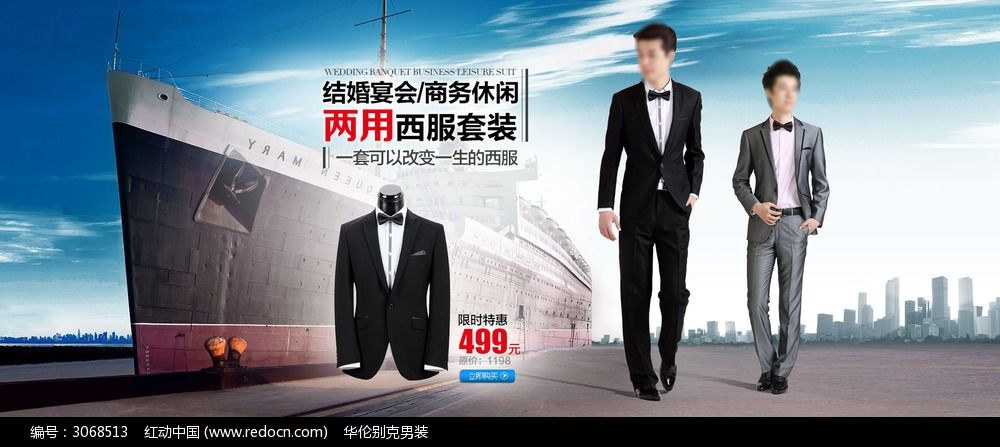 WEDDING BANQUET BUSINESS LEISURE SUIT
结婚宴会/商务休闲
两用西服套装
一套可以改变一生的西服
QUEEN MARY
限时特惠
499元
原价：1198
立即购买
编号：3068513 红动中国 (www.redocn.com) 华伦别克男装